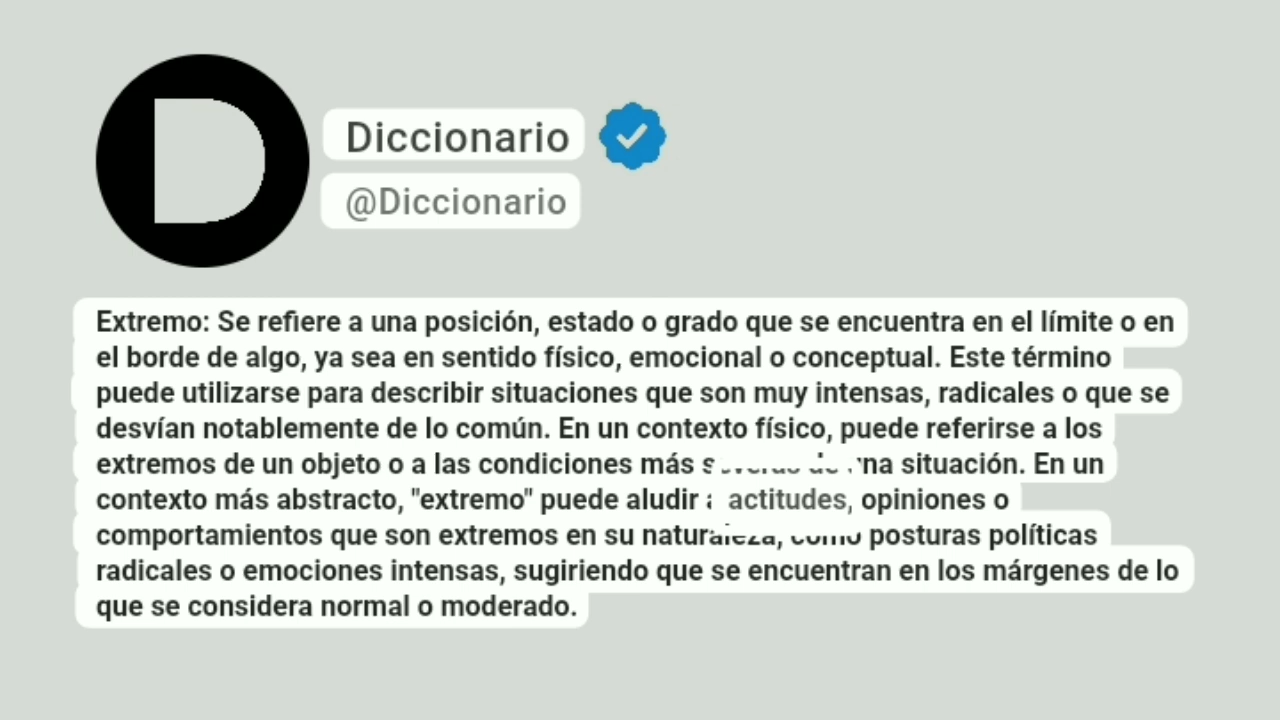 Diccionario
@Diccionario
Extremo: Se refiere a una posición, estado o grado que se encuentra en el límite o en
el borde de algo, ya sea en sentido físico, emocional o conceptual. Este término
puede utilizarse para describir situaciones que son muy intensas, radicales o que se
desvían notablemente de lo común. En un contexto físico, puede referirse a los
extremos de un objeto o a las condiciones más severas de una situación. En un
contexto más abstracto, "extremo" puede aludir a actitudes, opiniones o
comportamientos que son extremos en su naturaleza, como posturas políticas
radicales o emociones intensas, sugiriendo que se encuentran en los márgenes de lo
que se considera normal o moderado.